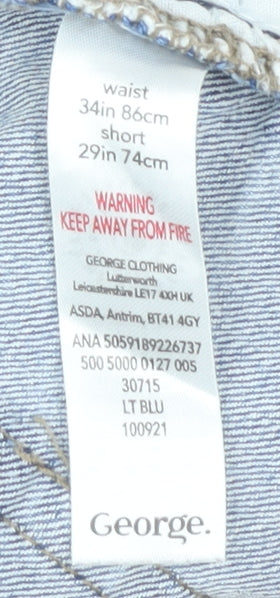 waist
34in 86cm
short
29in 74cm
WARNING
KEEP AWAY FROM FIRE
GEORGE CLOTHING
Lutterworth
Leicestershire LE17 4XH UK
ASDA, Antrim, BT41 4GY
ANA 5059189226737
500 5000 0127 005
30715
LT BLU
100921
George.